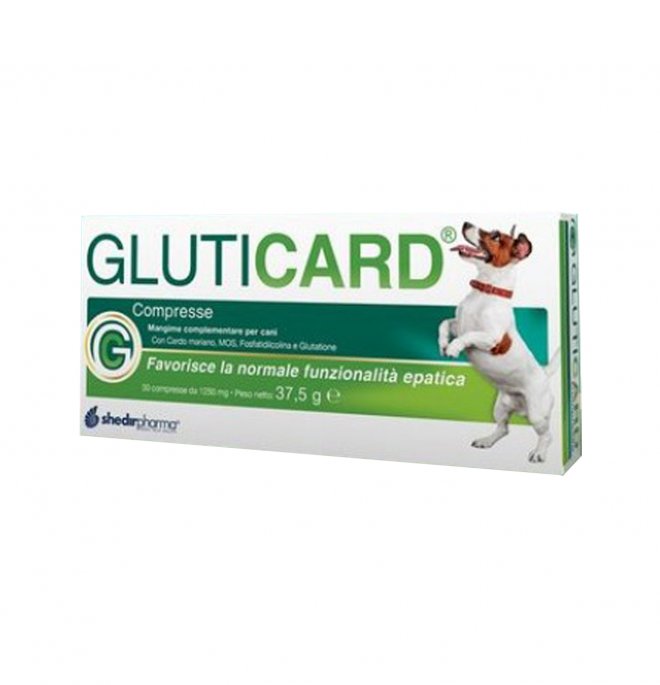 GLUTICARD®
Compresse
Mangime complementare per cani
Con Cardo mariano, MOS, Fosfatidilcolina e Glutatione
G
Favorisce la normale funzionalità epatica
30 compresse da 1250 mg • Peso netto: 37,5 g ℮
shedirpharma®
GLUTICARD